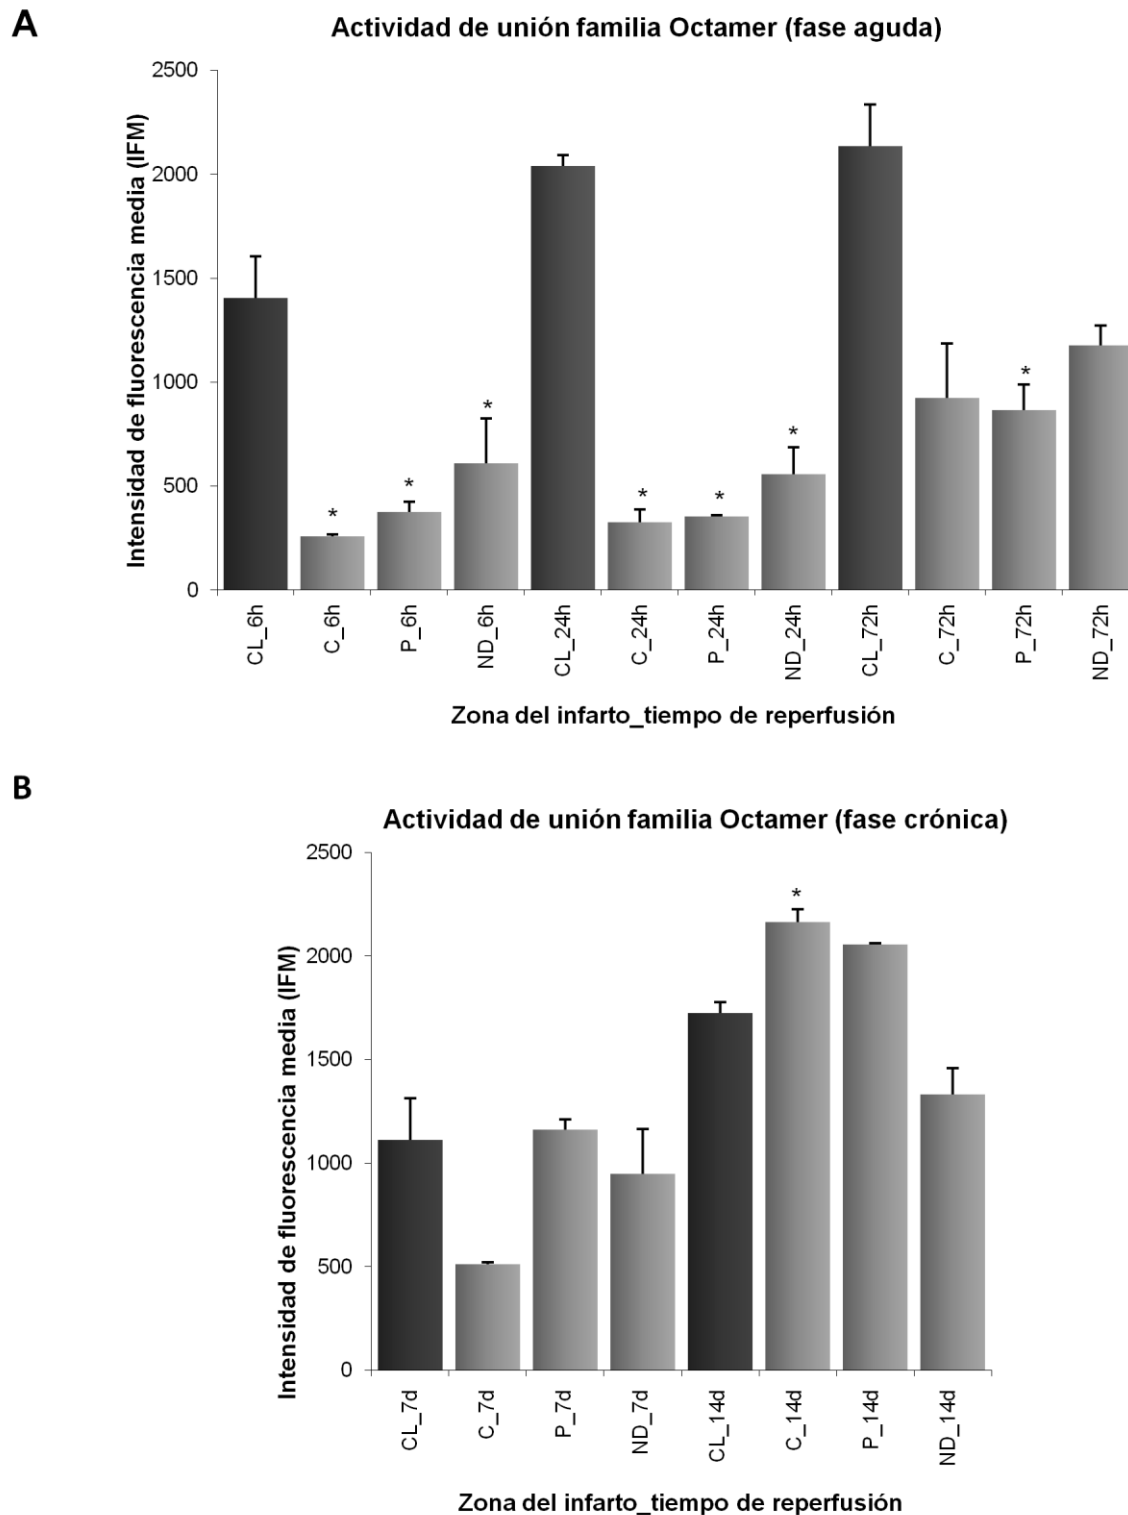 A
Actividad de unión familia Octamer (fase aguda)
Intensidad de fluorescencia media (IFM)
2500
2000
1500
1000
500
0
* * * * * * *
CL_6h C_6h P_6h ND_6h CL_24h C_24h P_24h ND_24h CL_72h C_72h P_72h ND_72h
Zona del infarto_tiempo de reperfusión
B
Actividad de unión familia Octamer (fase crónica)
Intensidad de fluorescencia media (IFM)
2500
2000
1500
1000
500
0
*
CL_7d C_7d P_7d ND_7d CL_14d C_14d P_14d ND_14d
Zona del infarto_tiempo de reperfusión